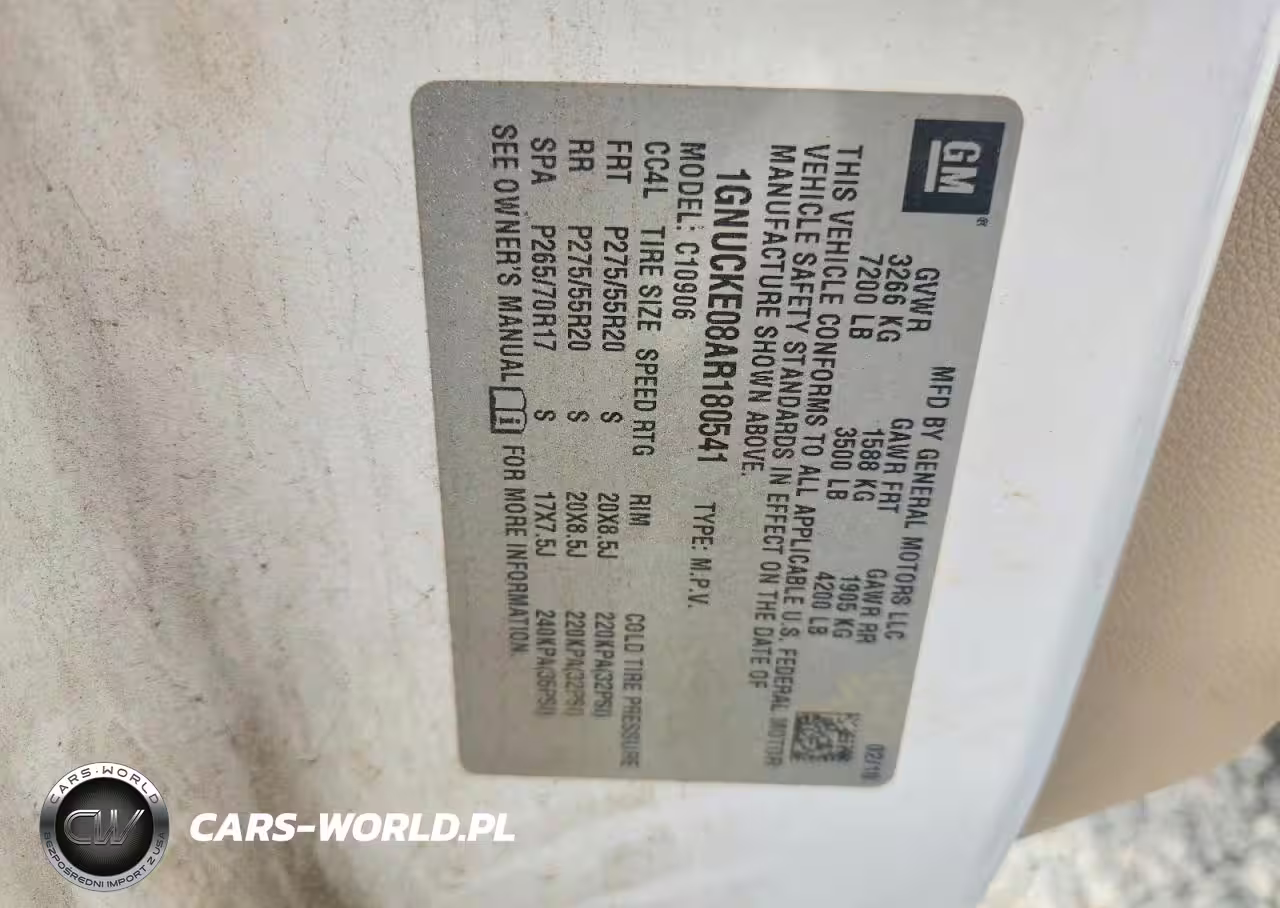 GM
MFD BY GENERAL MOTORS LLC 02/10
GVWR GAWR FRT GAWR RR
3266 KG 1588 KG 1905 KG
7200 LB 3500 LB 4200 LB
THIS VEHICLE CONFORMS TO ALL APPLICABLE U.S. FEDERAL MOTOR
VEHICLE SAFETY STANDARDS IN EFFECT ON THE DATE OF
MANUFACTURE SHOWN ABOVE.
1GNUCKE08AR180541 TYPE: M.P.V.
MODEL: C10906
CC4L TIRE SIZE SPEED RTG RIM COLD TIRE PRESSURE
FRT P275/55R20 S 20X8.5J 220KPA(32PSI)
RR P275/55R20 S 20X8.5J 220KPA(32PSI)
SPA P265/70R17 S 17X7.5J 240KPA(35PSI)
SEE OWNER'S MANUAL FOR MORE INFORMATION.
CARS-WORLD
CW
BEZPOŚREDNI IMPORT Z USA
CARS-WORLD.PL